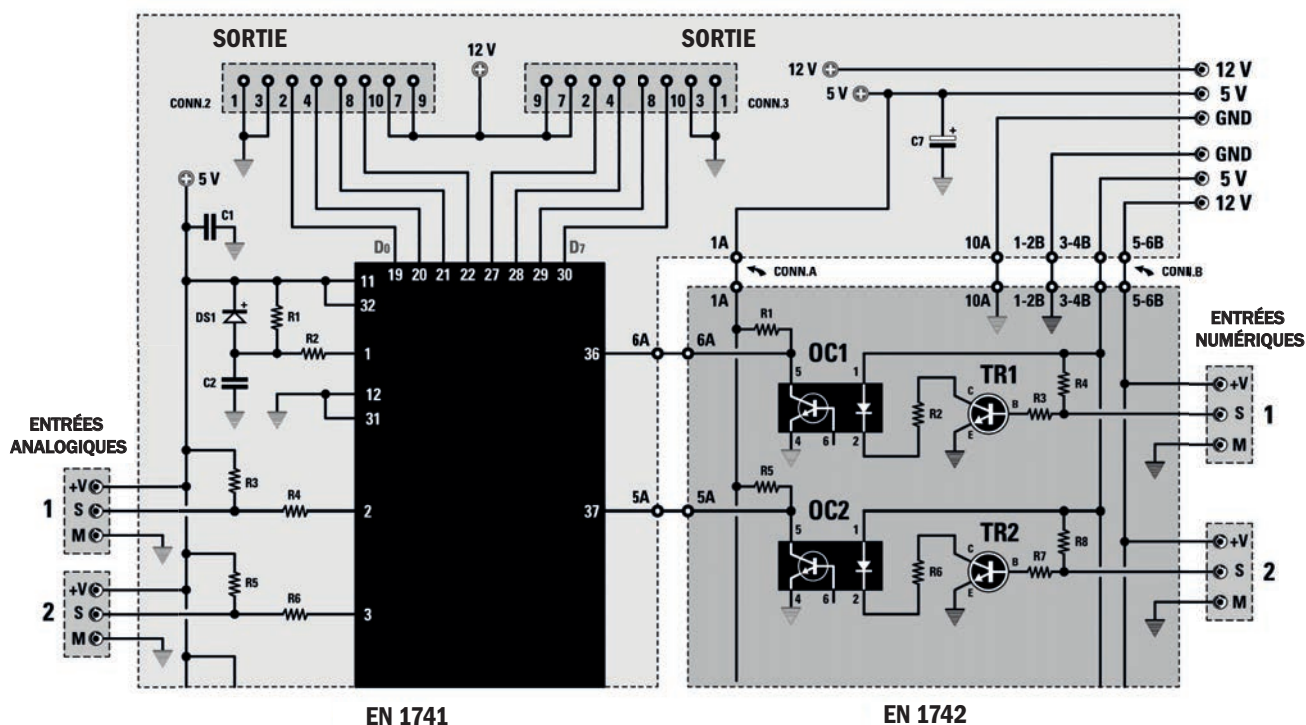 SORTIE
SORTIE
12 V
12 V
12 V
5 V
5 V
GND
GND
5 V
12 V
CONN.2
1 3 2 4 8 10 7 9
9 7 2 4 8 10 3 1
CONN.3
C7
+
5 V
C1
D0
D7
19 20 21 22 27 28 29 30
1A
10A
1-2B
3-4B
5-6B
CONN.A
CONN.B
1A
10A
1-2B
3-4B
5-6B
11
32
DS1
+
R1
R2
1
C2
12
31
36
6A
6A
R1
OC1
5
1
4
6
2
R2
TR1
C
B
E
R3
R4
ENTRÉES
NUMÉRIQUES
+V
S
M
1
ENTRÉES
ANALOGIQUES
1
+V
S
M
R3
R4
2
37
5A
5A
R5
OC2
5
1
4
6
2
R6
TR2
C
B
E
R7
R8
+V
S
M
2
2
+V
S
M
R5
R6
3
EN 1741
EN 1742